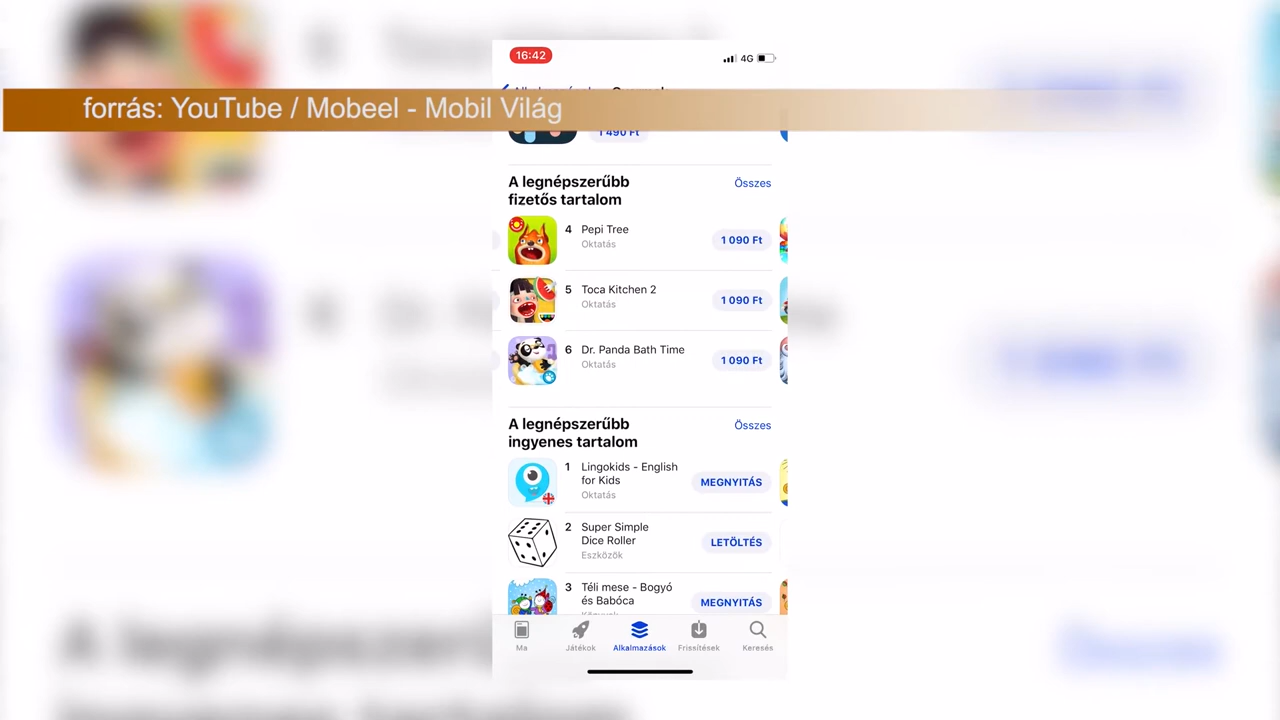 16:42
4G
forrás: YouTube / Mobeel - Mobil Világ
1 490 Ft
A legnépszerűbb
fizetős tartalom
Összes
4 Pepi Tree
Oktatás
1 090 Ft
5 Toca Kitchen 2
Oktatás
1 090 Ft
6 Dr. Panda Bath Time
Oktatás
1 090 Ft
A legnépszerűbb
ingyenes tartalom
Összes
1 Lingokids - English
for Kids
Oktatás
MEGNYITÁS
2 Super Simple
Dice Roller
Eszközök
LETÖLTÉS
3 Téli mese - Bogyó
és Babóca
MEGNYITÁS
Ma
Játékok
Alkalmazások
Frissítések
Keresés